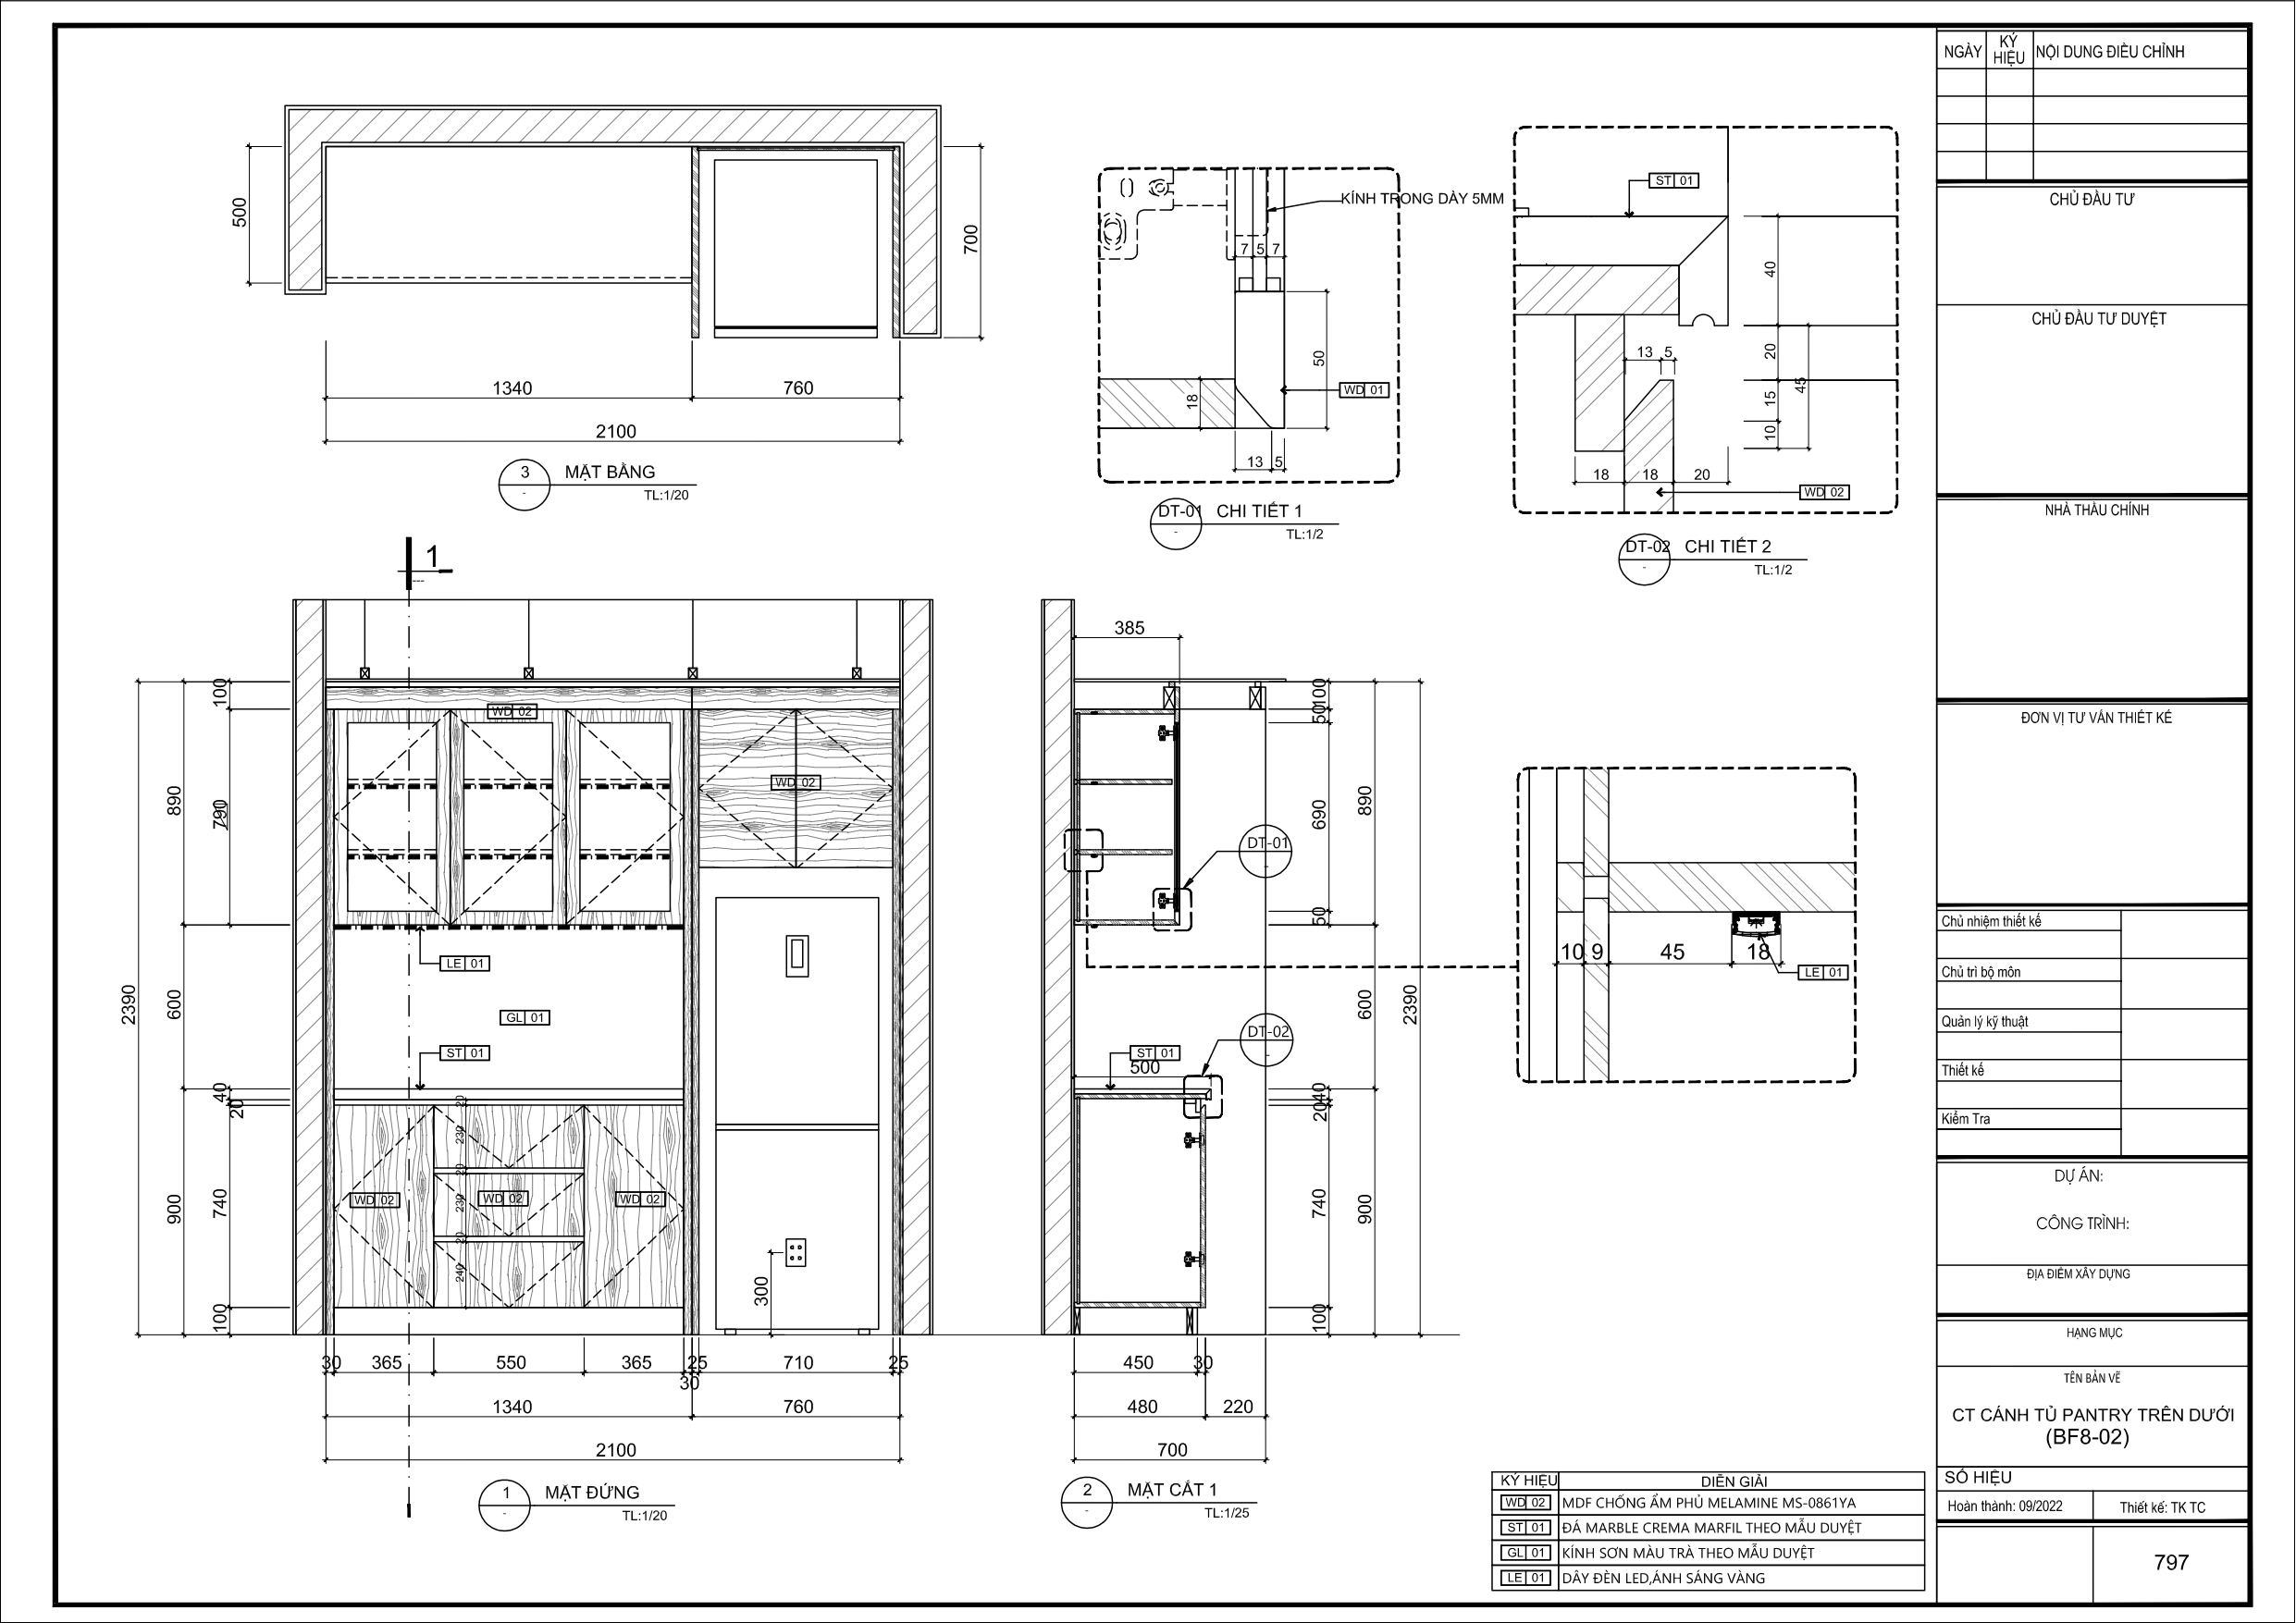 500
700
1340
760
2100
3
-
MẶT BẰNG
TL:1/20
KÍNH TRONG DÀY 5MM
7
5
7
50
18
WD 01
13
5
DT-01
-
CHI TIẾT 1
TL:1/2
ST 01
40
20
45
15
10
13
5
18
18
20
WD 02
DT-02
-
CHI TIẾT 2
TL:1/2
1
---
100
890
790
2390
600
40
20
900
740
100
WD 02
WD 02
LE 01
GL 01
ST 01
20
230
20
230
20
240
WD 02
WD 02
WD 02
300
30
365
550
365
25
30
710
25
1340
760
2100
1
-
MẶT ĐỨNG
TL:1/20
385
100
50
690
890
50
DT-01
-
600
2390
DT-02
-
ST 01
500
40
20
740
900
100
450
30
480
220
700
2
-
MẶT CẮT 1
TL:1/25
10
9
45
18
LE 01
KÝ HIỆU
DIỄN GIẢI
WD 02 MDF CHỐNG ẨM PHỦ MELAMINE MS-0861YA
ST 01 ĐÁ MARBLE CREMA MARFIL THEO MẪU DUYỆT
GL 01 KÍNH SƠN MÀU TRÀ THEO MẪU DUYỆT
LE 01 DÂY ĐÈN LED,ÁNH SÁNG VÀNG
NGÀY
KÝ HIỆU
NỘI DUNG ĐIỀU CHỈNH
CHỦ ĐẦU TƯ
CHỦ ĐẦU TƯ DUYỆT
NHÀ THẦU CHÍNH
ĐƠN VỊ TƯ VẤN THIẾT KẾ
Chủ nhiệm thiết kế
Chủ trì bộ môn
Quản lý kỹ thuật
Thiết kế
Kiểm Tra
DỰ ÁN:
CÔNG TRÌNH:
ĐỊA ĐIỂM XÂY DỰNG
HẠNG MỤC
TÊN BẢN VẼ
CT CÁNH TỦ PANTRY TRÊN DƯỚI
(BF8-02)
SỐ HIỆU
Hoàn thành: 09/2022
Thiết kế: TK TC
797